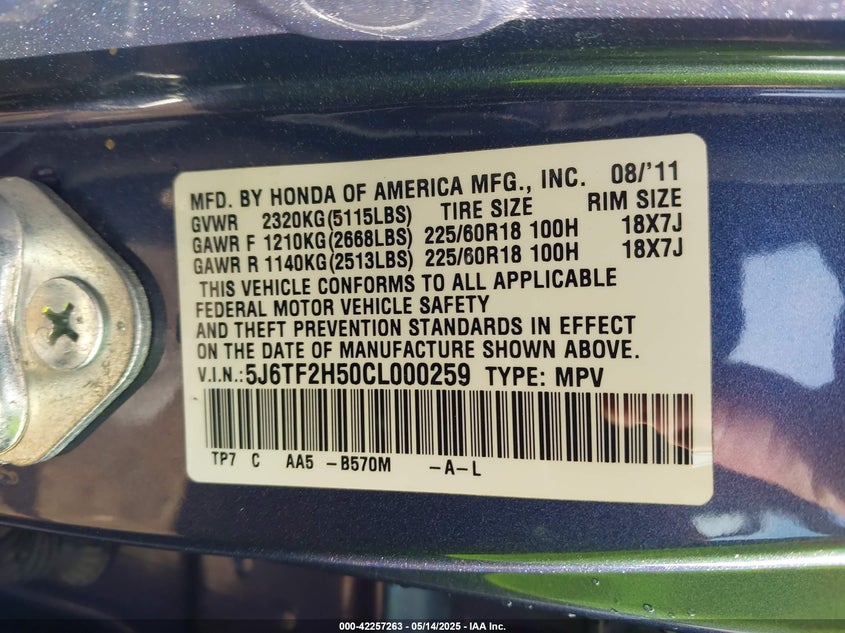 MFD. BY HONDA OF AMERICA MFG., INC. 08/'11
GVWR 2320KG(5115LBS) TIRE SIZE RIM SIZE
GAWR F 1210KG(2668LBS) 225/60R18 100H 18X7J
GAWR R 1140KG(2513LBS) 225/60R18 100H 18X7J
THIS VEHICLE CONFORMS TO ALL APPLICABLE
FEDERAL MOTOR VEHICLE SAFETY
AND THEFT PREVENTION STANDARDS IN EFFECT
ON THE DATE OF MANUFACTURE SHOWN ABOVE.
V.I.N.:5J6TF2H50CL000259 TYPE: MPV
TP7 C AA5 -B570M -A-L
000-42257263 - 05/14/2025 - IAA Inc.